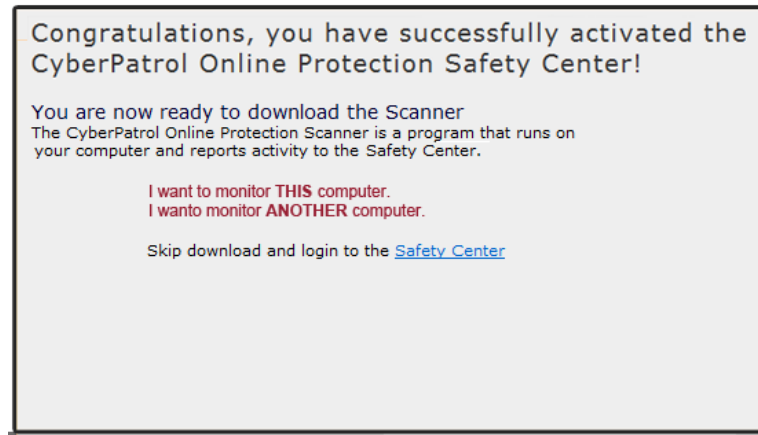 Congratulations, you have successfully activated the
CyberPatrol Online Protection Safety Center!
You are now ready to download the Scanner
The CyberPatrol Online Protection Scanner is a program that runs on
your computer and reports activity to the Safety Center.
I want to monitor THIS computer.
I wanto monitor ANOTHER computer.
Skip download and login to the Safety Center